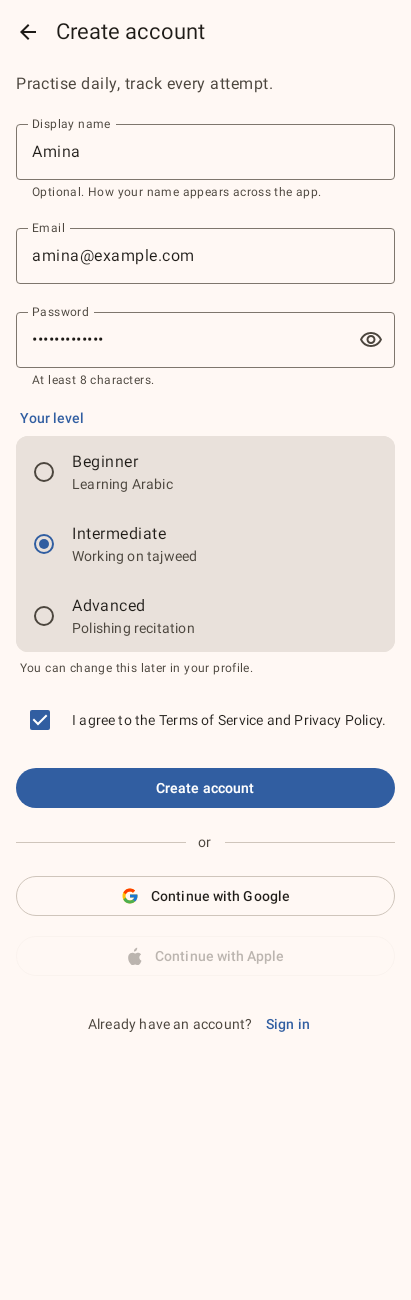 Create account
Practise daily, track every attempt.
Display name
Amina
Optional. How your name appears across the app.
Email
amina@example.com
Password
•••••••••••••
At least 8 characters.
Your level
Beginner
Learning Arabic
Intermediate
Working on tajweed
Advanced
Polishing recitation
You can change this later in your profile.
I agree to the Terms of Service and Privacy Policy.
Create account
or
Continue with Google
Continue with Apple
Already have an account? Sign in